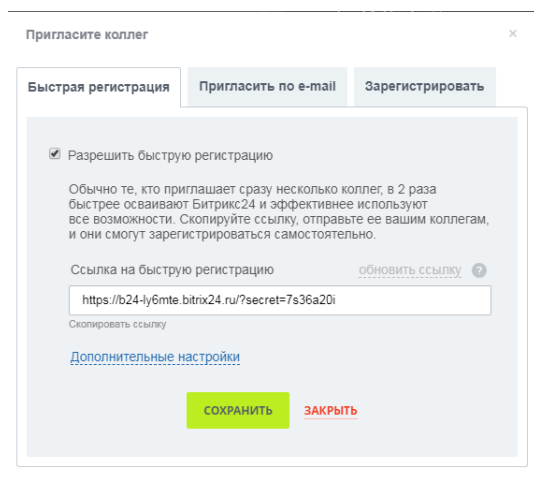 Пригласите коллег
×
Быстрая регистрация
Пригласить по e-mail
Зарегистрировать
Разрешить быструю регистрацию
Обычно те, кто приглашает сразу несколько коллег, в 2 раза
быстрее осваивают Битрикс24 и эффективнее используют
все возможности. Скопируйте ссылку, отправьте ее вашим коллегам,
и они смогут зарегистрироваться самостоятельно.
Ссылка на быструю регистрацию
обновить ссылку ?
https://b24-ly6mte.bitrix24.ru/?secret=7s36a20i
Скопировать ссылку
Дополнительные настройки
СОХРАНИТЬ
ЗАКРЫТЬ